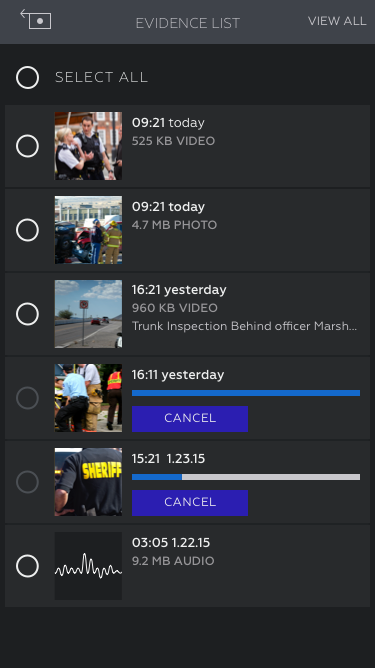 EVIDENCE LIST
VIEW ALL
SELECT ALL
09:21 today
525 KB VIDEO
09:21 today
4.7 MB PHOTO
16:21 yesterday
960 KB VIDEO
Trunk Inspection Behind officer Marsh...
16:11 yesterday
CANCEL
SHERIFF
15:21 1.23.15
CANCEL
03:05 1.22.15
9.2 MB AUDIO